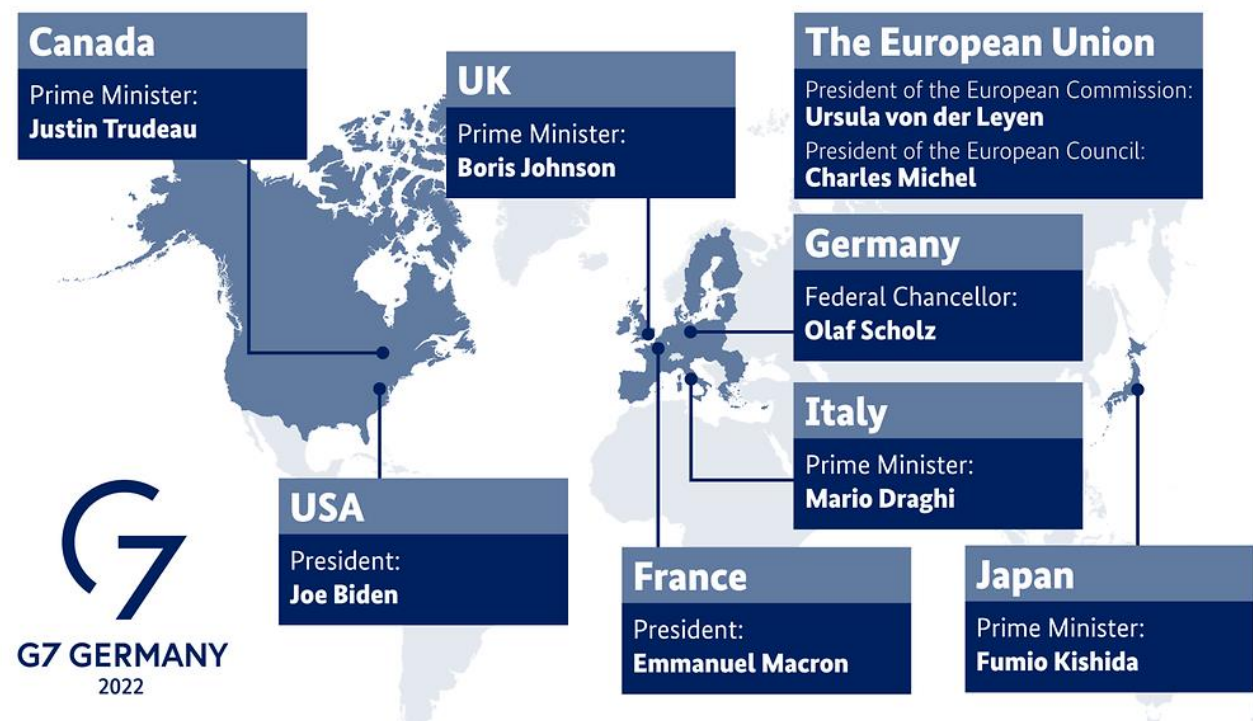 Canada
Prime Minister:
Justin Trudeau
UK
Prime Minister:
Boris Johnson
The European Union
President of the European Commission:
Ursula von der Leyen
President of the European Council:
Charles Michel
Germany
Federal Chancellor:
Olaf Scholz
Italy
Prime Minister:
Mario Draghi
USA
President:
Joe Biden
France
President:
Emmanuel Macron
Japan
Prime Minister:
Fumio Kishida
G7
G7 GERMANY
2022